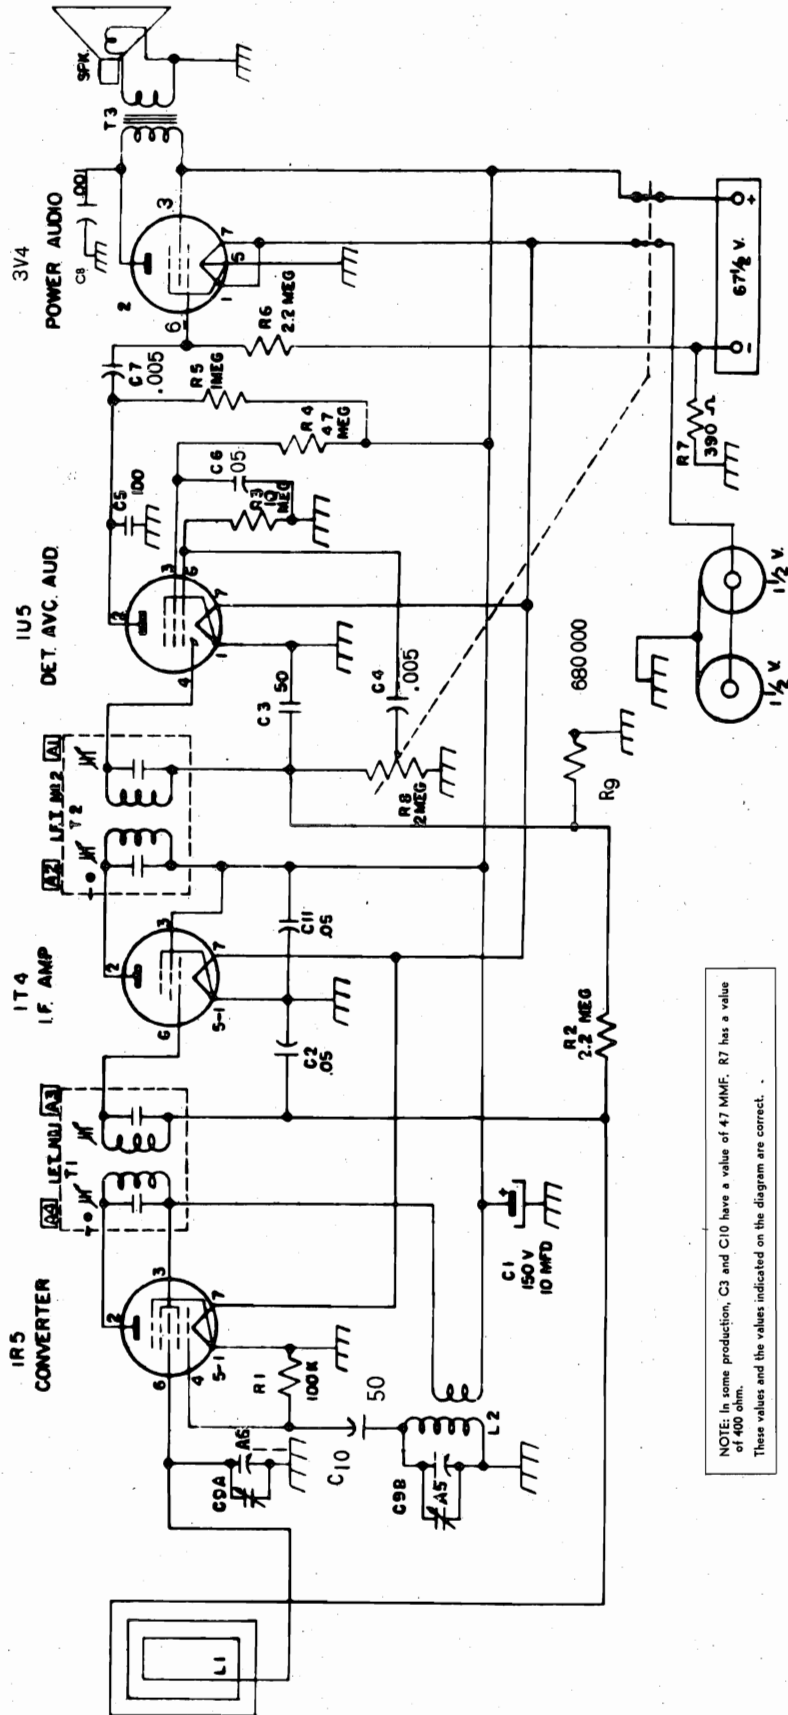 1R5
CONVERTER
1T4
I.F. AMP
1U5
DET. AVC. AUD.
3V4
POWER AUDIO
A4 I.F.T. NO.1 A3
T1
A2 I.F.T. NO.2 A1
T2
2
3
6
4
7
5-1
2
3
6
7
5-1
2
3
6
4
7
1
2
3
6
7
5
1
L1
C9A
A6
R1
100K
C10
50
C9B
A5
L2
C1
150V
10 MFD
+
C2
.05
C11
.05
R2
2.2 MEG
C3
50
C4
.005
R8
2MEG
R9
680000
C5
100
C6
.05
R3
10
MEG
R4
47
MEG
R5
1MEG
C7
.005
R6
2.2 MEG
C8
.001
T3
SPK.
R7
390 Ω
67½ V.
-
+
1½ V.
1½ V.
NOTE: In some production, C3 and C10 have a value of 47 MMF. R7 has a value
of 400 ohm.
These values and the values indicated on the diagram are correct.